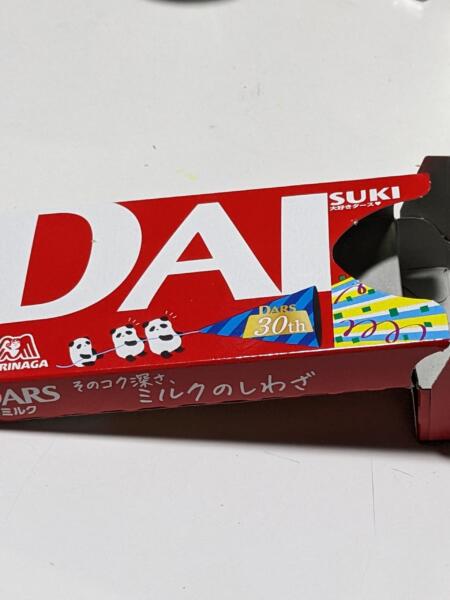 DAI
SUKI
大好きダース♥
DARS
30th
RINAGA
DARS
ミルク
そのコク深さ、
ミルクのしわざ